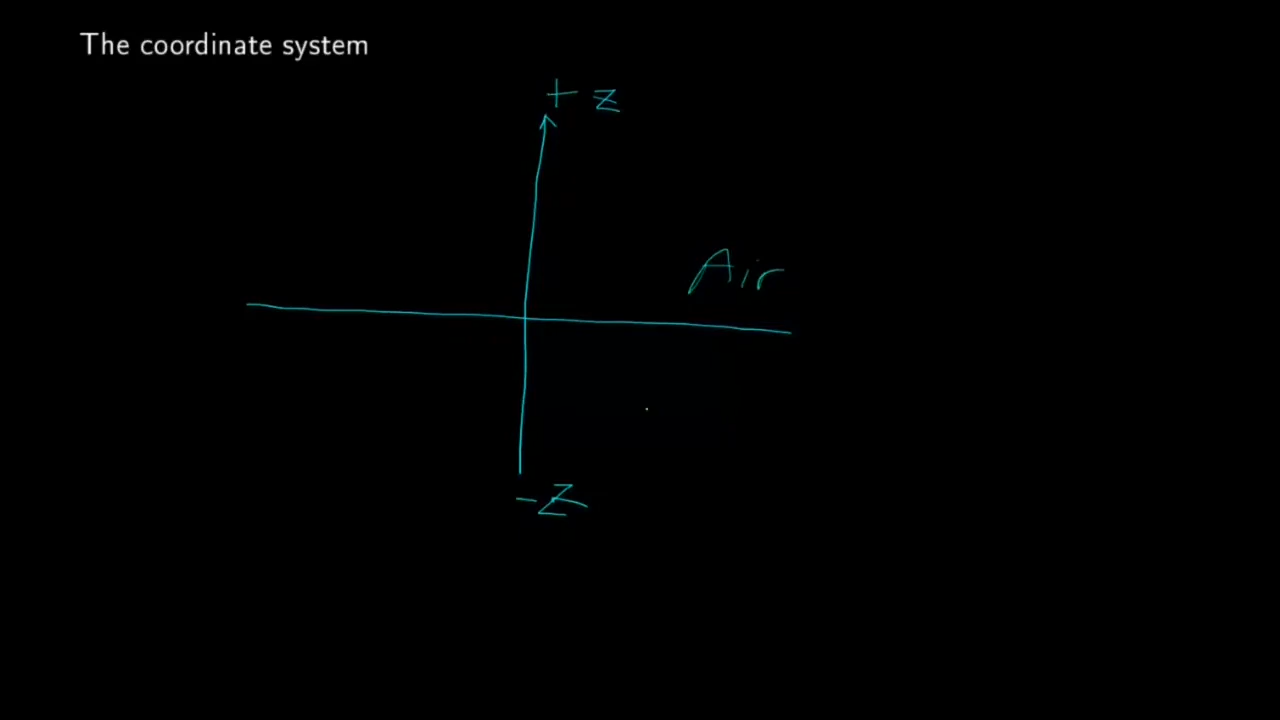 The coordinate system
+ z
Air
-z